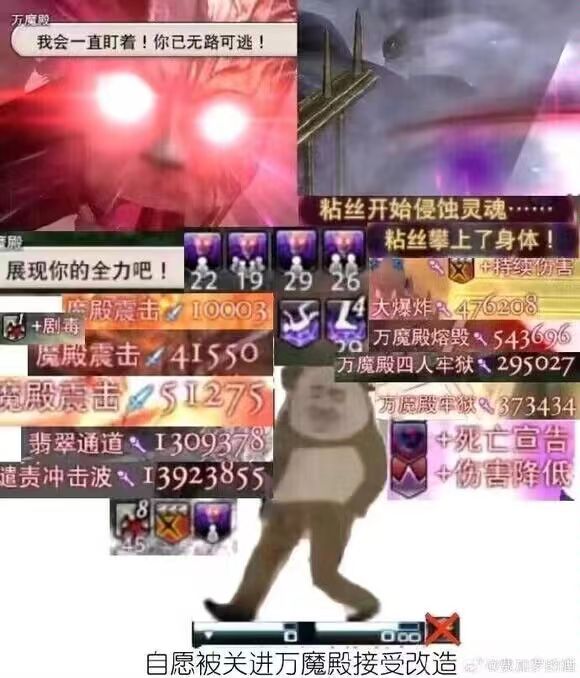 万魔殿
我会一直盯着！你已无路可逃！
粘丝开始侵蚀灵魂……
粘丝攀上了身体！
殿
展现你的全力吧！
22 19 29 26
+持续伤害
魔殿震击 10003
大爆炸 476208
+剧毒
4
万魔殿熔毁 543696
魔殿震击 41550
29
万魔殿四人牢狱 295027
魔殿震击 51275
万魔殿牢狱 373434
翡翠通道 1309378
+死亡宣告
谴责冲击波 13923855
+伤害降低
8
45
自愿被关进万魔殿接受改造